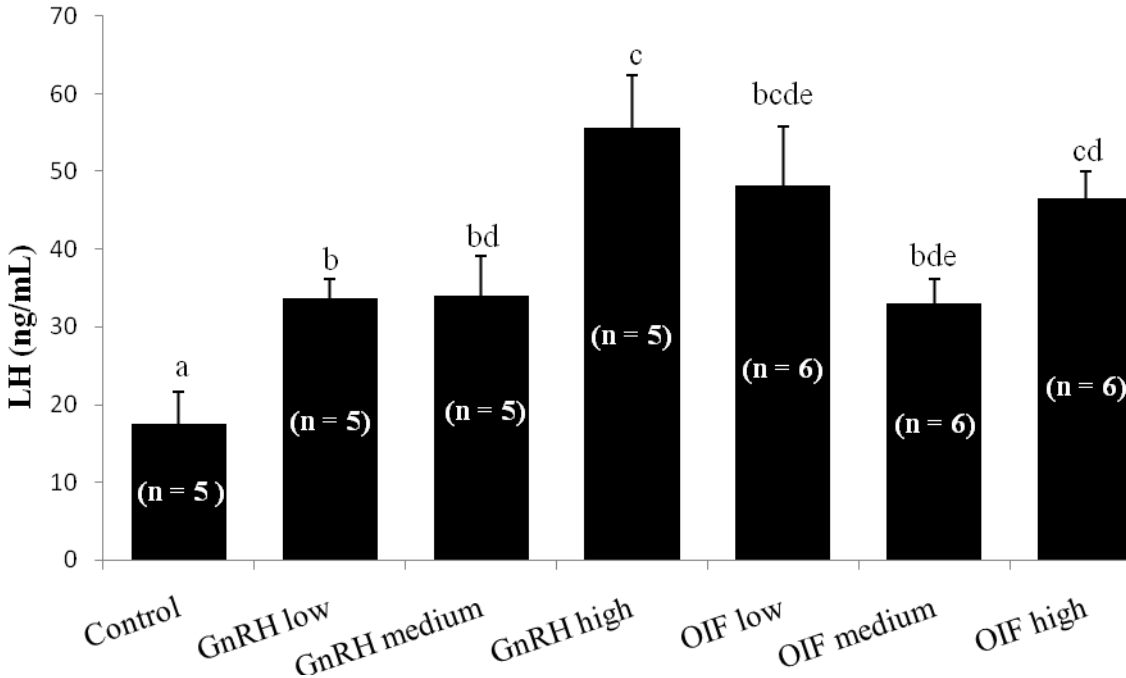 70
60
50
40
30
20
10
0
LH (ng/mL)
a
b
bd
c
bcde
bde
cd
(n = 5 )
(n = 5)
(n = 5)
(n = 5)
(n = 6)
(n = 6)
(n = 6)
Control
GnRH low
GnRH medium
GnRH high
OIF low
OIF medium
OIF high